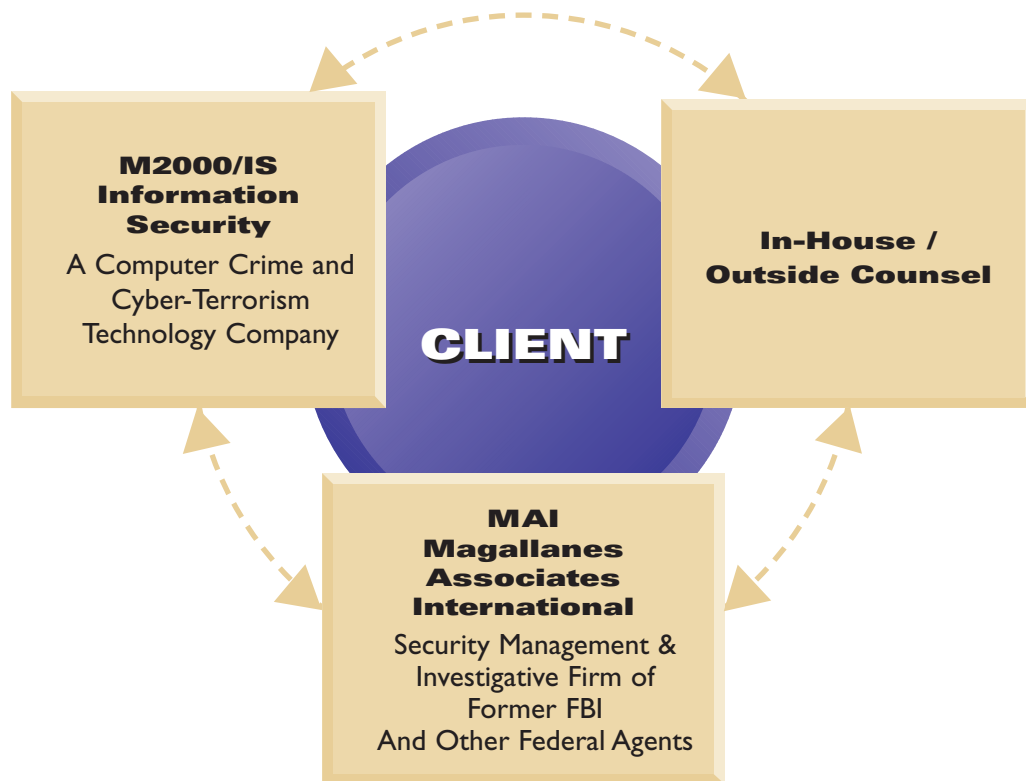 M2000/IS
Information
Security
A Computer Crime and
Cyber-Terrorism
Technology Company
In-House /
Outside Counsel
CLIENT
MAI
Magallanes
Associates
International
Security Management &
Investigative Firm of
Former FBI
And Other Federal Agents